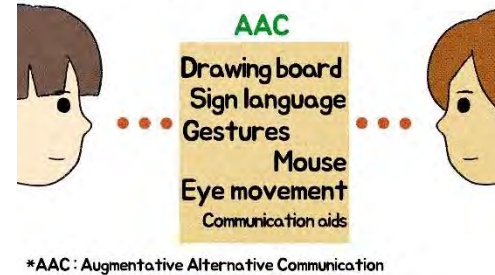 AAC
Drawing board
Sign language
Gestures
Mouse
Eye movement
Communication aids
*AAC : Augmentative Alternative Communication